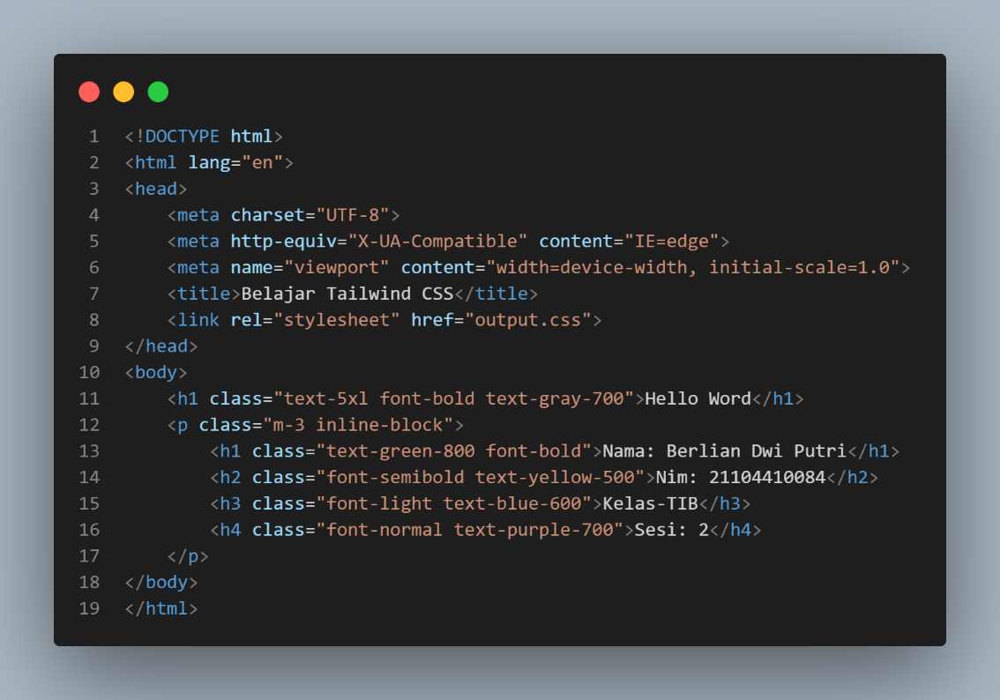 1 <!DOCTYPE html>
2 <html lang="en">
3 <head>
4     <meta charset="UTF-8">
5     <meta http-equiv="X-UA-Compatible" content="IE=edge">
6     <meta name="viewport" content="width=device-width, initial-scale=1.0">
7     <title>Belajar Tailwind CSS</title>
8     <link rel="stylesheet" href="output.css">
9 </head>
10 <body>
11     <h1 class="text-5xl font-bold text-gray-700">Hello Word</h1>
12     <p class="m-3 inline-block">
13         <h1 class="text-green-800 font-bold">Nama: Berlian Dwi Putri</h1>
14         <h2 class="font-semibold text-yellow-500">Nim: 21104410084</h2>
15         <h3 class="font-light text-blue-600">Kelas-TIB</h3>
16         <h4 class="font-normal text-purple-700">Sesi: 2</h4>
17     </p>
18 </body>
19 </html>